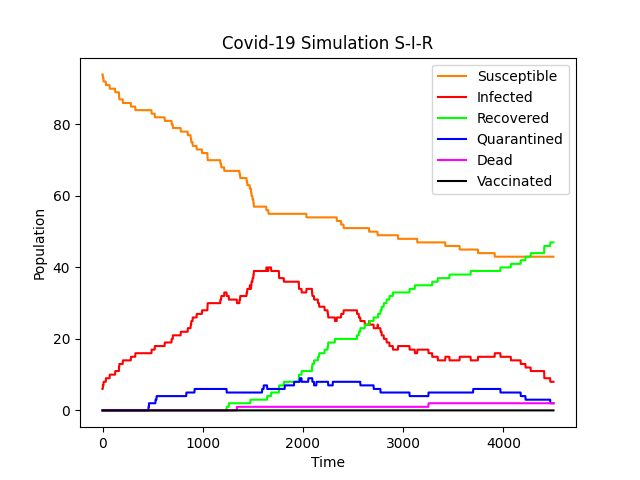 Covid-19 Simulation S-I-R
Susceptible
Infected
Recovered
Quarantined
Dead
Vaccinated
Population
80
60
40
20
0
0 1000 2000 3000 4000
Time